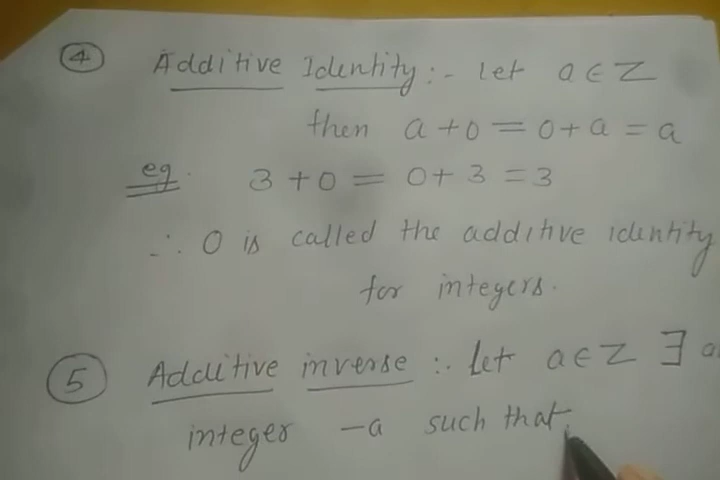 ④ Additive Identity :- Let a ∈ Z
then a + 0 = 0 + a = a
eg. 3 + 0 = 0 + 3 = 3
∴ 0 is called the additive identity
for integers.
⑤ Additive inverse :. Let a ∈ Z ∃
integer -a such that